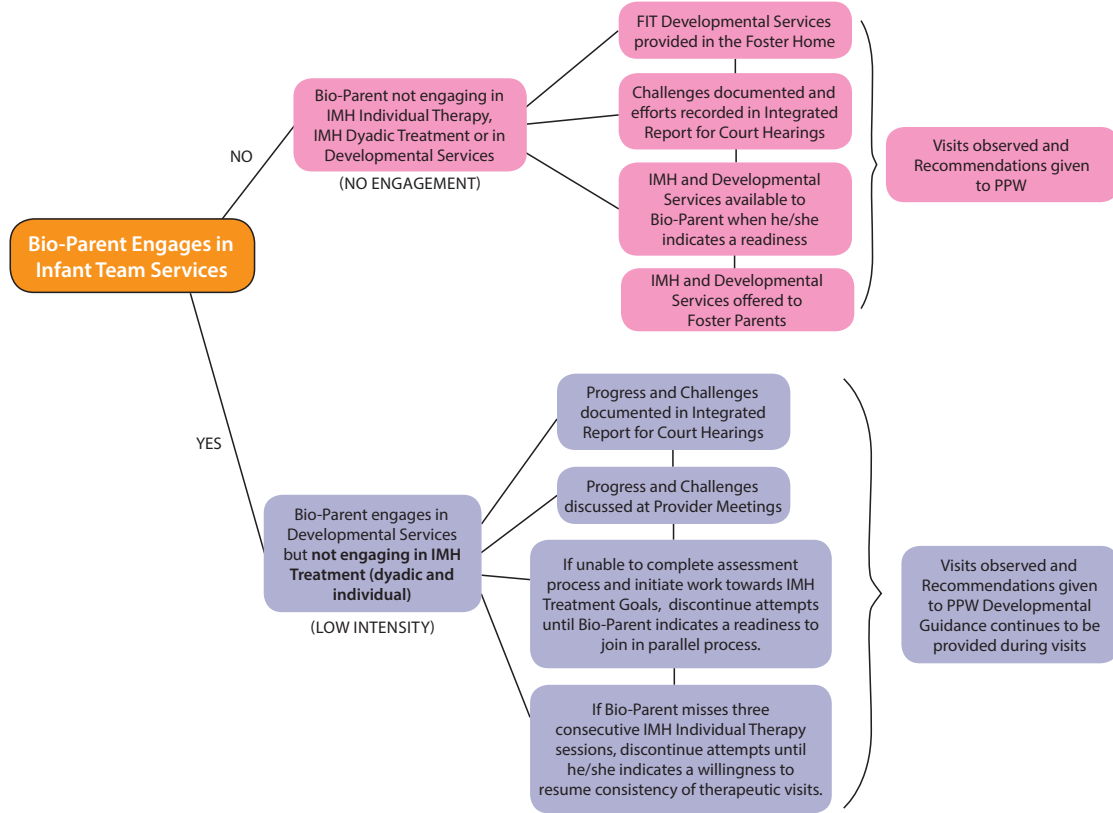 Bio-Parent Engages in
Infant Team Services
NO
Bio-Parent not engaging in
IMH Individual Therapy,
IMH Dyadic Treatment or in
Developmental Services
(NO ENGAGEMENT)
FIT Developmental Services
provided in the Foster Home
Challenges documented and
efforts recorded in Integrated
Report for Court Hearings
IMH and Developmental
Services available to
Bio-Parent when he/she
indicates a readiness
IMH and Developmental
Services offered to
Foster Parents
Visits observed and
Recommendations given
to PPW
YES
Bio-Parent engages in
Developmental Services
but not engaging in IMH
Treatment (dyadic and
individual)
(LOW INTENSITY)
Progress and Challenges
documented in Integrated
Report for Court Hearings
Progress and Challenges
discussed at Provider Meetings
If unable to complete assessment
process and initiate work towards IMH
Treatment Goals, discontinue attempts
until Bio-Parent indicates a readiness to
join in parallel process.
If Bio-Parent misses three
consecutive IMH Individual Therapy
sessions, discontinue attempts until
he/she indicates a willingness to
resume consistency of therapeutic visits.
Visits observed and
Recommendations given
to PPW Developmental
Guidance continues to be
provided during visits